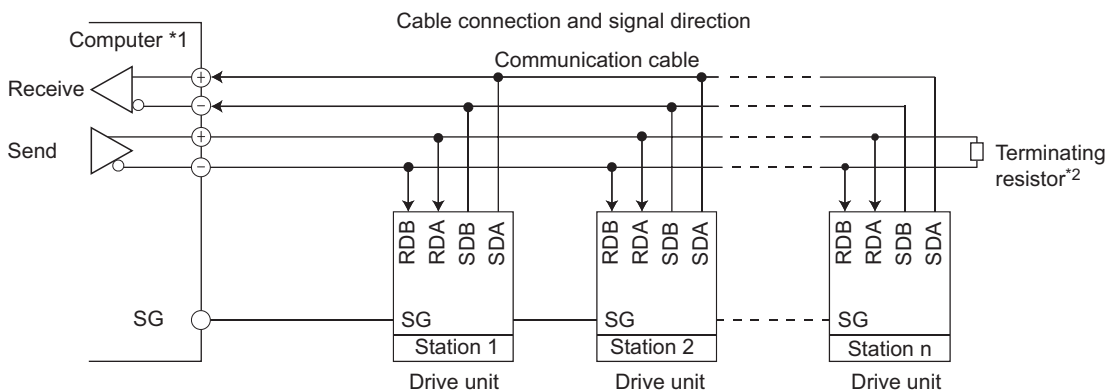 Cable connection and signal direction
Computer *1
Communication cable
Receive
+
−
Send
+
−
Terminating
resistor*2
RDB RDA SDB SDA
RDB RDA SDB SDA
RDB RDA SDB SDA
SG
SG
SG
SG
Station 1
Station 2
Station n
Drive unit
Drive unit
Drive unit